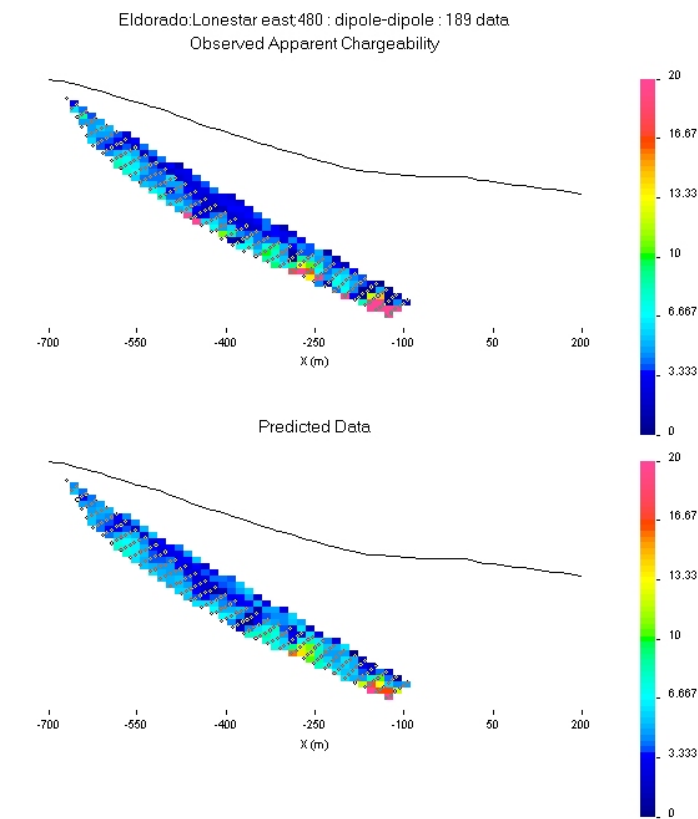 Eldorado:Lonestar east;480 : dipole-dipole : 189 data
Observed Apparent Chargeability
20
16.67
13.33
10
6.667
3.333
0
-700 -550 -400 -250 -100 50 200
X (m)
Predicted Data
20
16.67
13.33
10
6.667
3.333
0
-700 -550 -400 -250 -100 50 200
X (m)